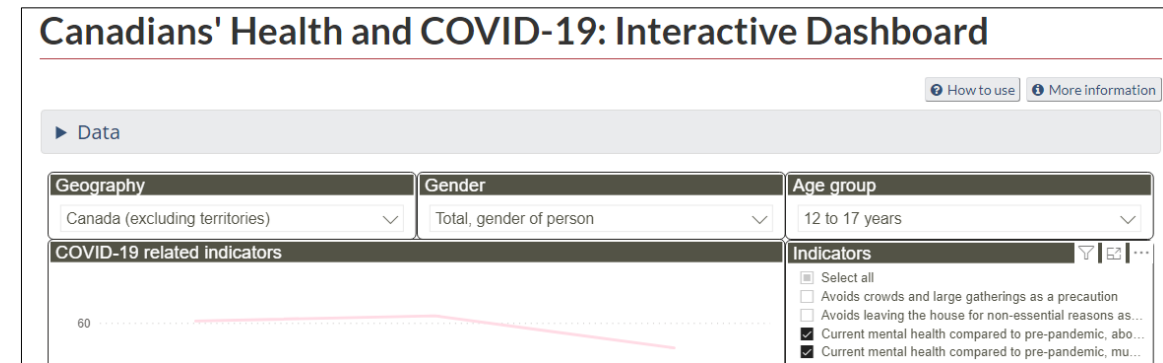 Canadians' Health and COVID-19: Interactive Dashboard
How to use
More information
Data
Geography
Gender
Age group
Canada (excluding territories)
Total, gender of person
12 to 17 years
COVID-19 related indicators
Indicators
Select all
Avoids crowds and large gatherings as a precaution
Avoids leaving the house for non-essential reasons as...
Current mental health compared to pre-pandemic, abo...
Current mental health compared to pre-pandemic, mu...
60